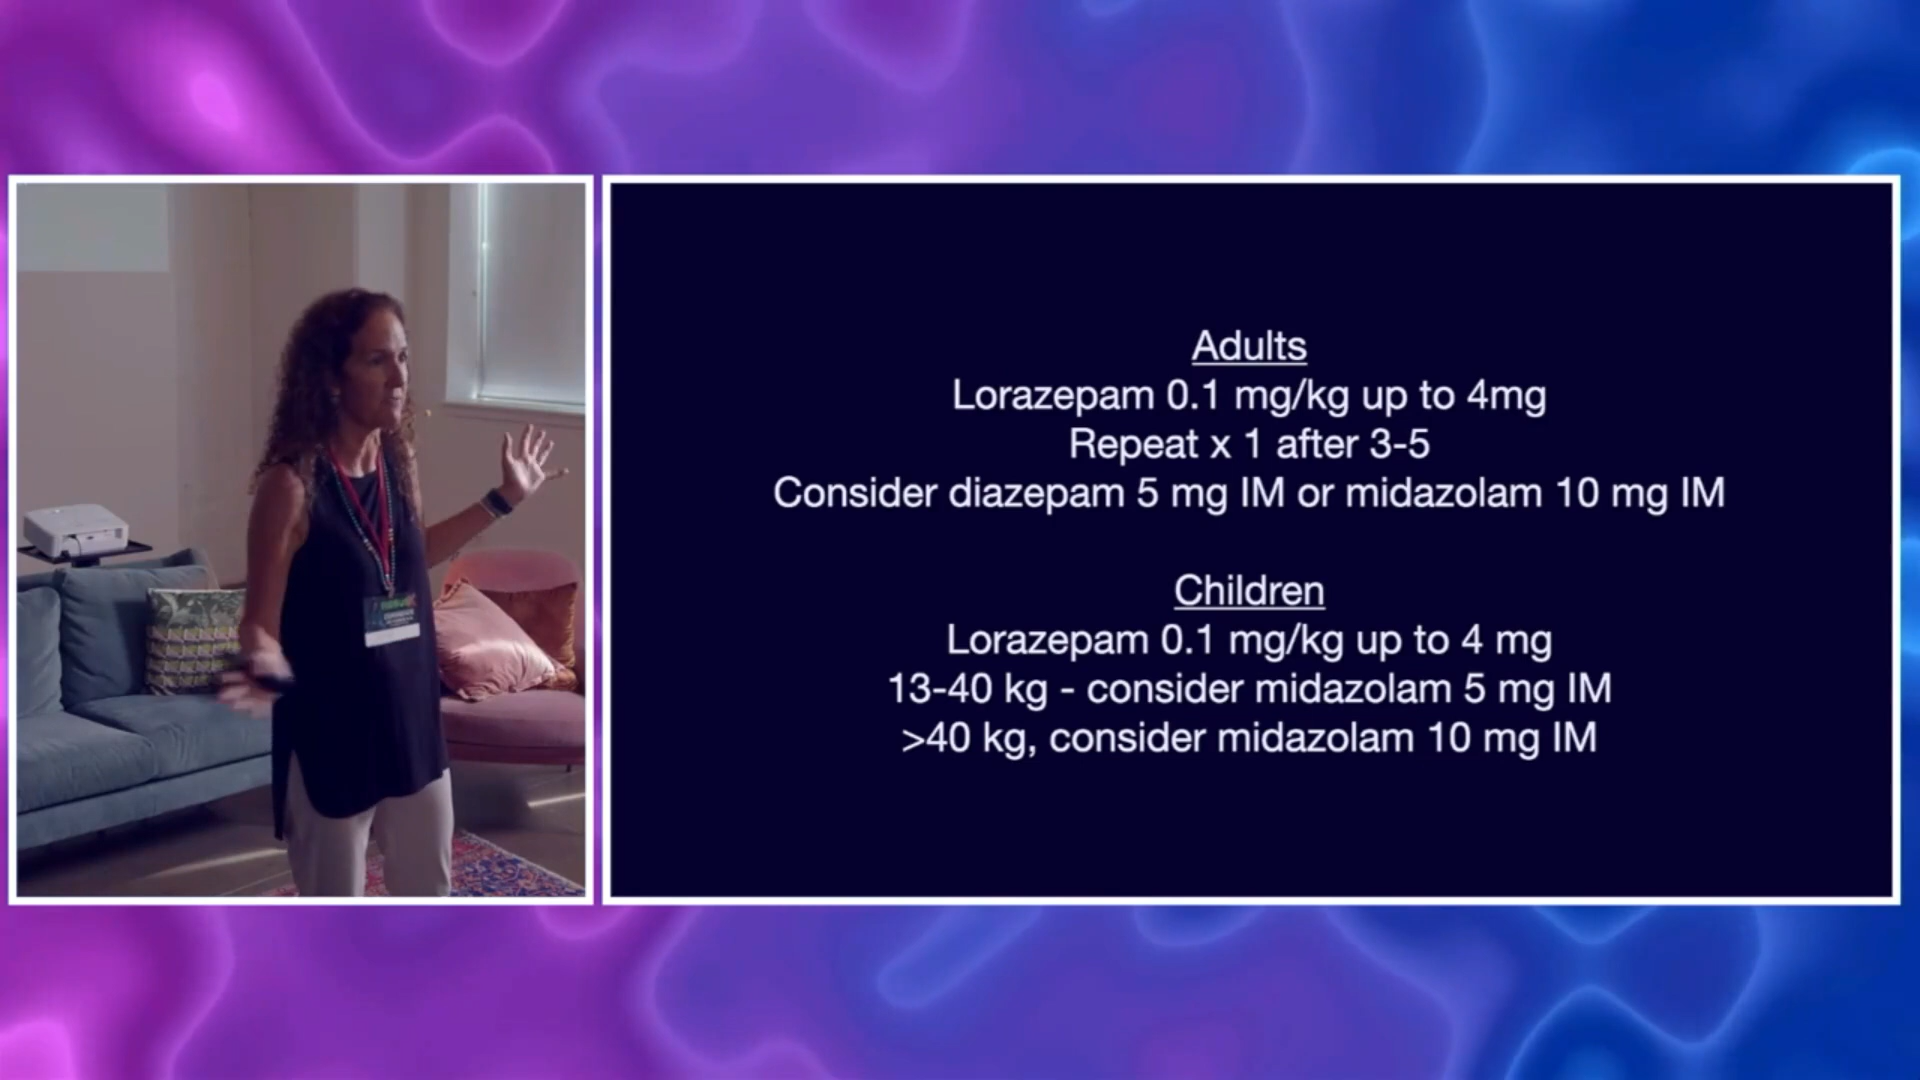 Adults
Lorazepam 0.1 mg/kg up to 4mg
Repeat x 1 after 3-5
Consider diazepam 5 mg IM or midazolam 10 mg IM
Children
Lorazepam 0.1 mg/kg up to 4 mg
13-40 kg - consider midazolam 5 mg IM
>40 kg, consider midazolam 10 mg IM